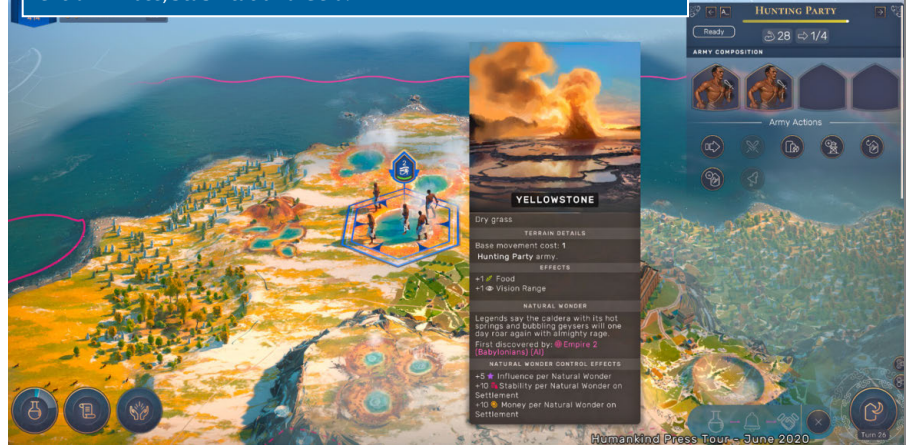 HUNTING PARTY
Ready
28
1/4
ARMY COMPOSITION
Army Actions
2
YELLOWSTONE
Dry grass
TERRAIN DETAILS
Base movement cost: 1
Hunting Party army.
EFFECTS
+1 Food
+1 Vision Range
NATURAL WONDER
Legends say the caldera with its hot
springs and bubbling geysers will one
day roar again with almighty rage.
First discovered by: Empire 2
(Babylonians) [AI]
NATURAL WONDER CONTROL EFFECTS
+5 Influence per Natural Wonder
+10 Stability per Natural Wonder on
Settlement
+10 Money per Natural Wonder on
Settlement
Humankind Press Tour - June 2020
Turn 26